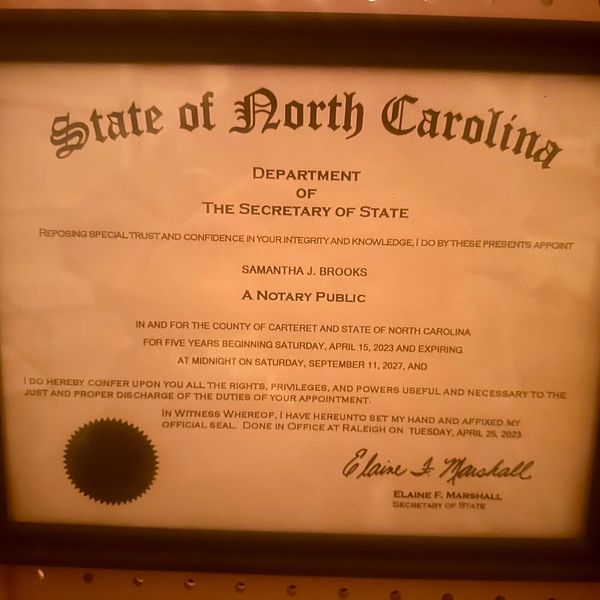 State of North Carolina
DEPARTMENT
OF
THE SECRETARY OF STATE
REPOSING SPECIAL TRUST AND CONFIDENCE IN YOUR INTEGRITY AND KNOWLEDGE, I DO BY THESE PRESENTS APPOINT
SAMANTHA J. BROOKS
A NOTARY PUBLIC
IN AND FOR THE COUNTY OF CARTERET AND STATE OF NORTH CAROLINA
FOR FIVE YEARS BEGINNING SATURDAY, APRIL 15, 2023 AND EXPIRING
AT MIDNIGHT ON SATURDAY, SEPTEMBER 11, 2027, AND
I DO HEREBY CONFER UPON YOU ALL THE RIGHTS, PRIVILEGES, AND POWERS USEFUL AND NECESSARY TO THE
JUST AND PROPER DISCHARGE OF THE DUTIES OF YOUR APPOINTMENT.
IN WITNESS WHEREOF, I HAVE HEREUNTO SET MY HAND AND AFFIXED MY
OFFICIAL SEAL. DONE IN OFFICE AT RALEIGH ON TUESDAY, APRIL 25, 2023
Elaine F. Marshall
ELAINE F. MARSHALL
SECRETARY OF STATE